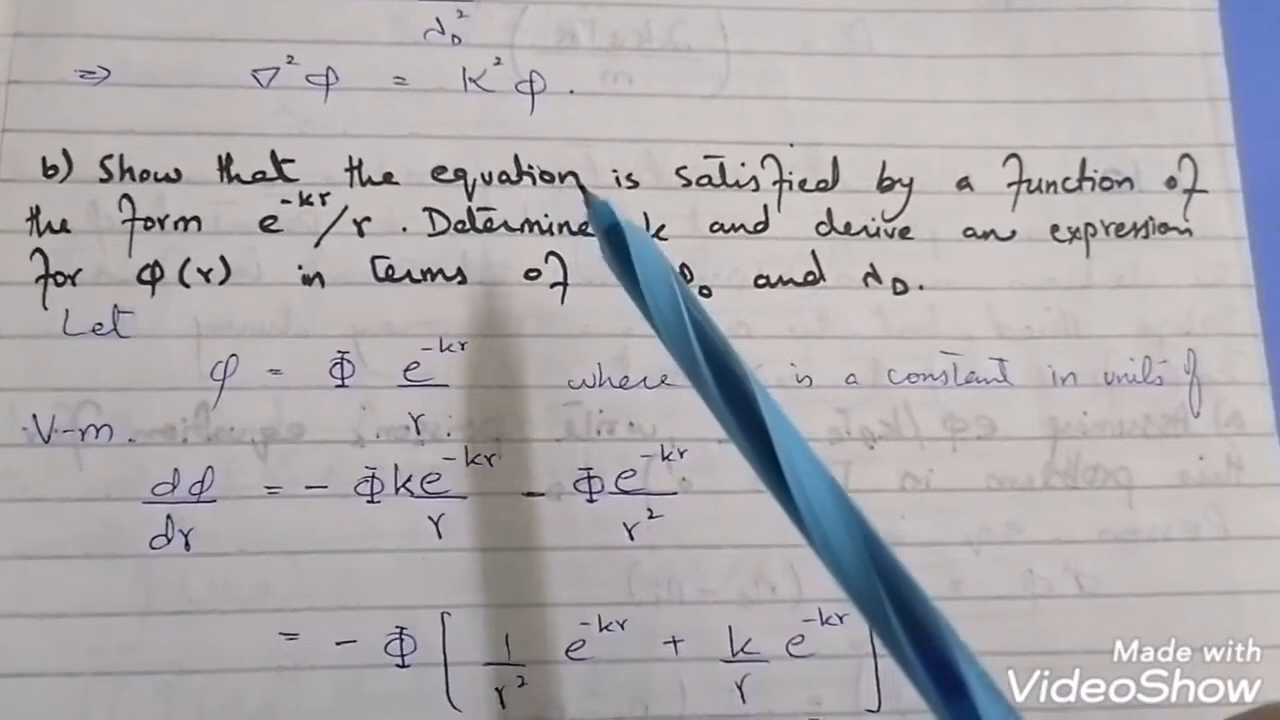 λ_D²
⇒ ∇²φ = K²φ.
b) Show that the equation is satisfied by a function of
the form e^{-kr}/r. Determine k and derive an expression
for φ(r) in terms of and λ_D.
Let
φ = Φ e^{-kr}/r where is a constant in units of
V-m.
dφ/dr = - Φke^{-kr}/r - Φe^{-kr}/r²
= - Φ [ 1/r² e^{-kr} + k/r e^{-kr} ]
Made with
VideoShow